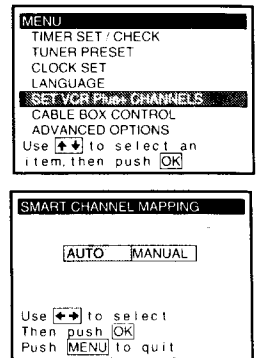 MENU
TIMER SET / CHECK
TUNER PRESET
CLOCK SET
LANGUAGE
SET VCR Plus+ CHANNELS
CABLE BOX CONTROL
ADVANCED OPTIONS
Use ↑ ↓ to select an
item, then push OK
SMART CHANNEL MAPPING
AUTO MANUAL
Use ← → to select
Then push OK
Push MENU to quit